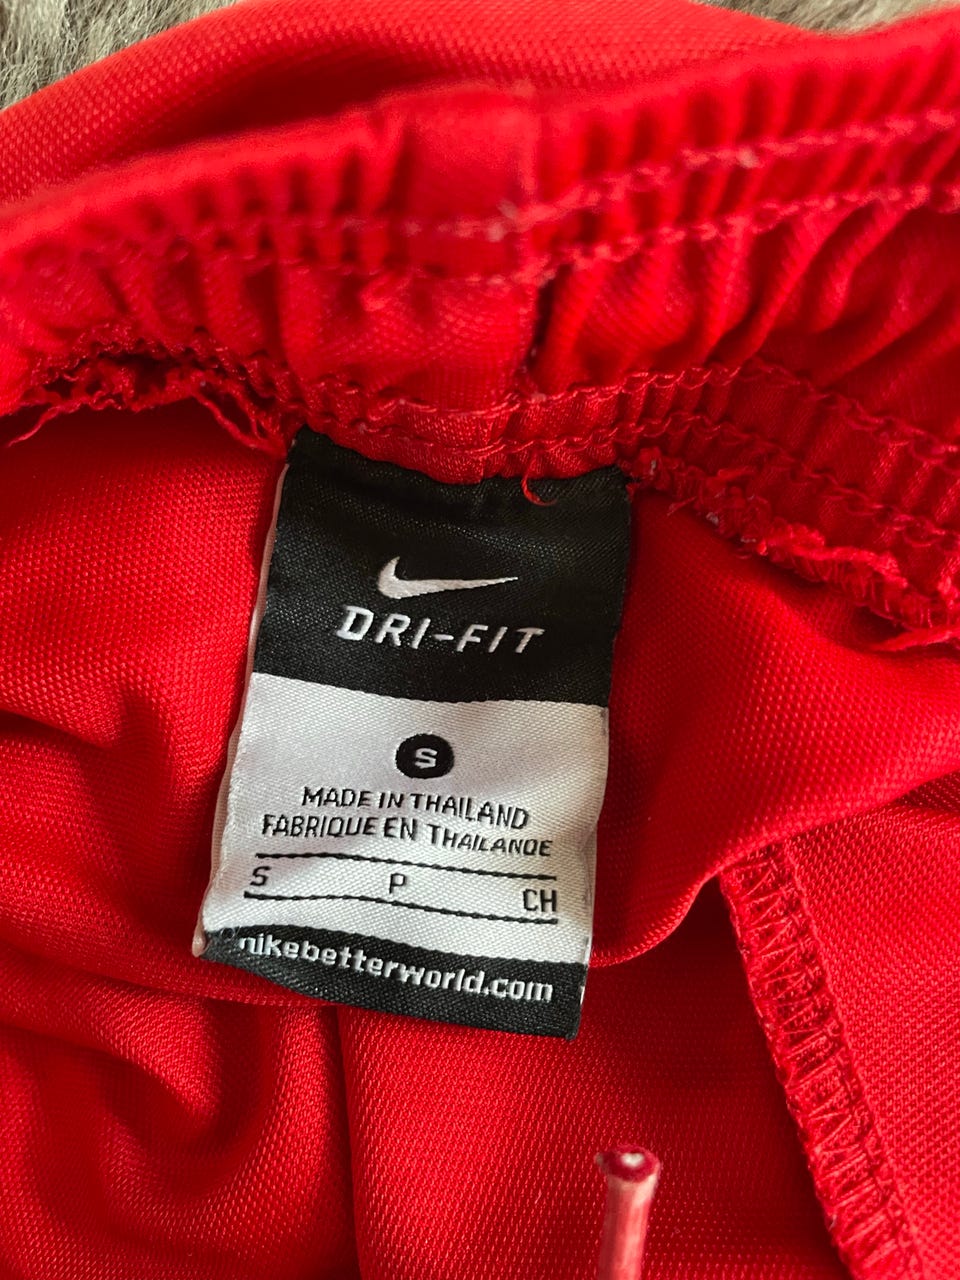 DRI-FIT
S
MADE IN THAILAND
FABRIQUE EN THAILANDE
S P CH
nikebetterworld.com